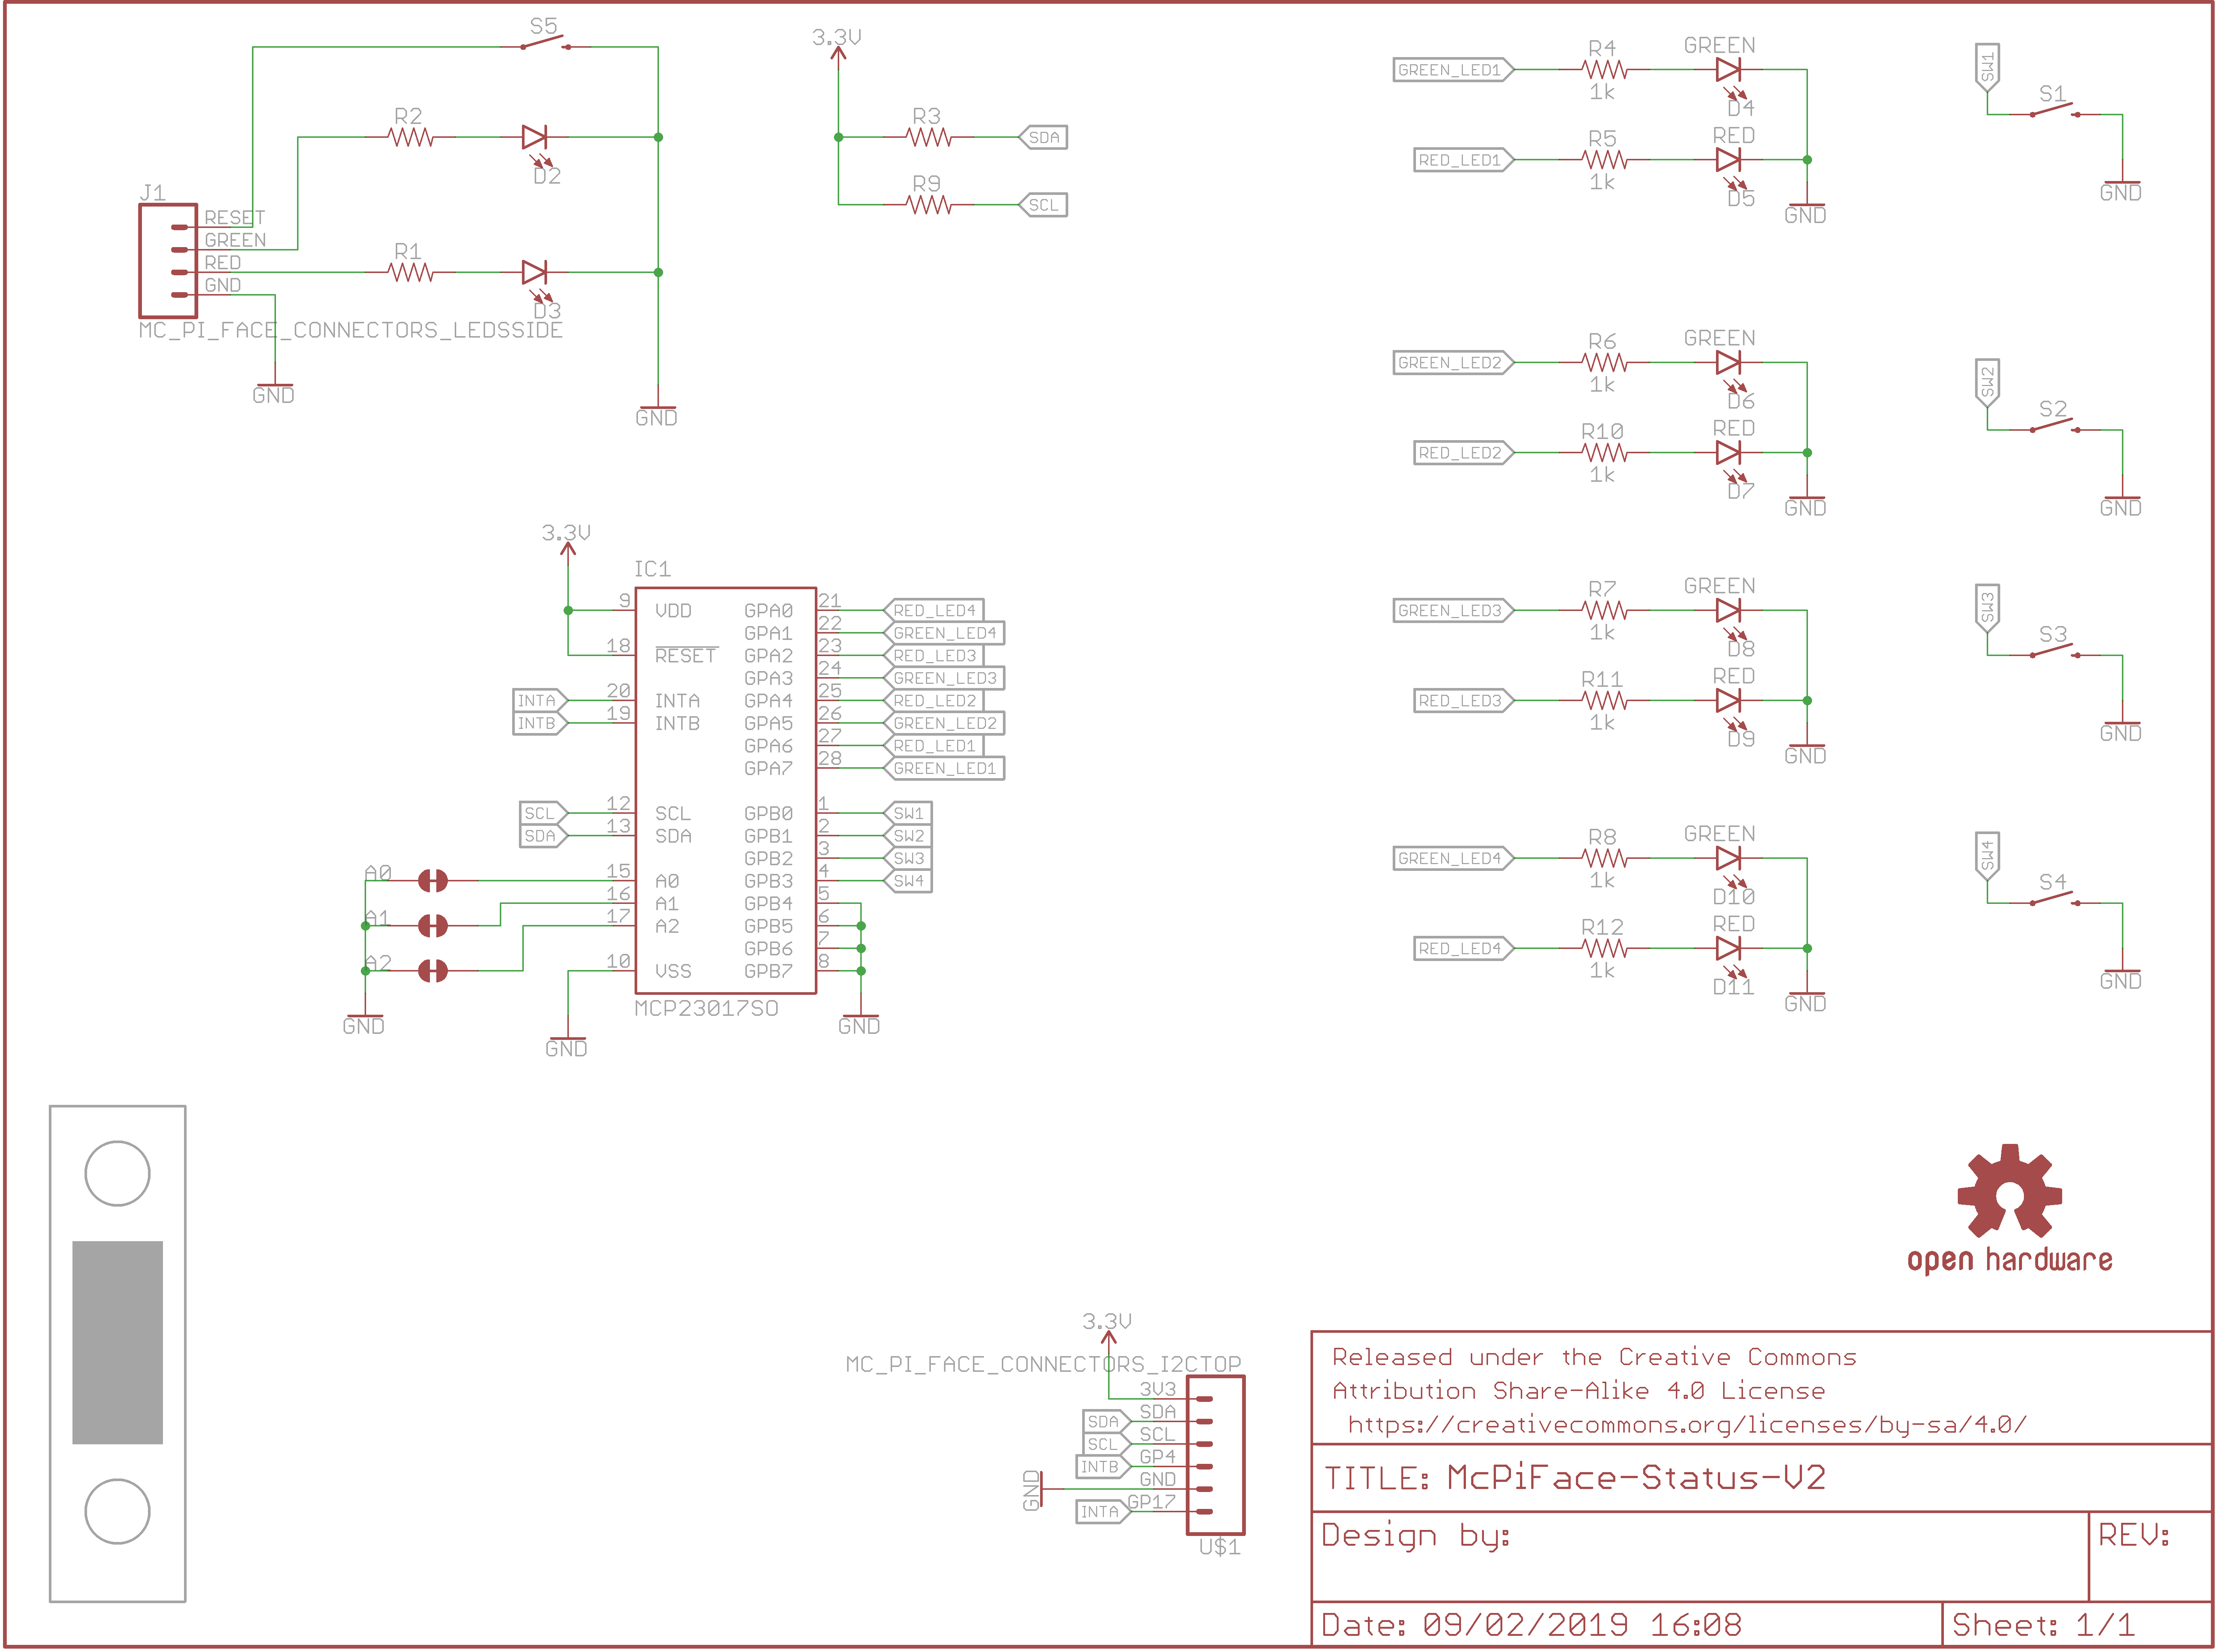 S5
R2
D2
J1
RESET
GREEN
RED
GND
R1
D3
MC_PI_FACE_CONNECTORS_LEDSSIDE
GND
GND
3.3V
R3
SDA
R9
SCL
GREEN_LED1
R4
1k
GREEN
D4
RED_LED1
R5
1k
RED
D5
GND
SW1
S1
GND
GREEN_LED2
R6
1k
GREEN
D6
RED_LED2
R10
1k
RED
D7
GND
SW2
S2
GND
GREEN_LED3
R7
1k
GREEN
D8
RED_LED3
R11
1k
RED
D9
GND
SW3
S3
GND
GREEN_LED4
R8
1k
GREEN
D10
RED_LED4
R12
1k
RED
D11
GND
SW4
S4
GND
3.3V
IC1
9 VDD GPA0 21 RED_LED4
GPA1 22 GREEN_LED4
18 RESET GPA2 23 RED_LED3
GPA3 24 GREEN_LED3
INTA 20 INTA GPA4 25 RED_LED2
INTB 19 INTB GPA5 26 GREEN_LED2
GPA6 27 RED_LED1
GPA7 28 GREEN_LED1
SCL 12 SCL GPB0 1 SW1
SDA 13 SDA GPB1 2 SW2
GPB2 3 SW3
A0 15 A0 GPB3 4 SW4
16 A1 GPB4 5
A1 17 A2 GPB5 6
GPB6 7
A2 10 VSS GPB7 8
MCP23017SO
GND
GND
GND
3.3V
MC_PI_FACE_CONNECTORS_I2CTOP
3V3
SDA SDA
SCL SCL
INTB GP4
GND GND
INTA GP17
U$1
open hardware
Released under the Creative Commons
Attribution Share-Alike 4.0 License
https://creativecommons.org/licenses/by-sa/4.0/
TITLE: McPiFace-Status-V2
Design by:
REV:
Date: 09/02/2019 16:08
Sheet: 1/1